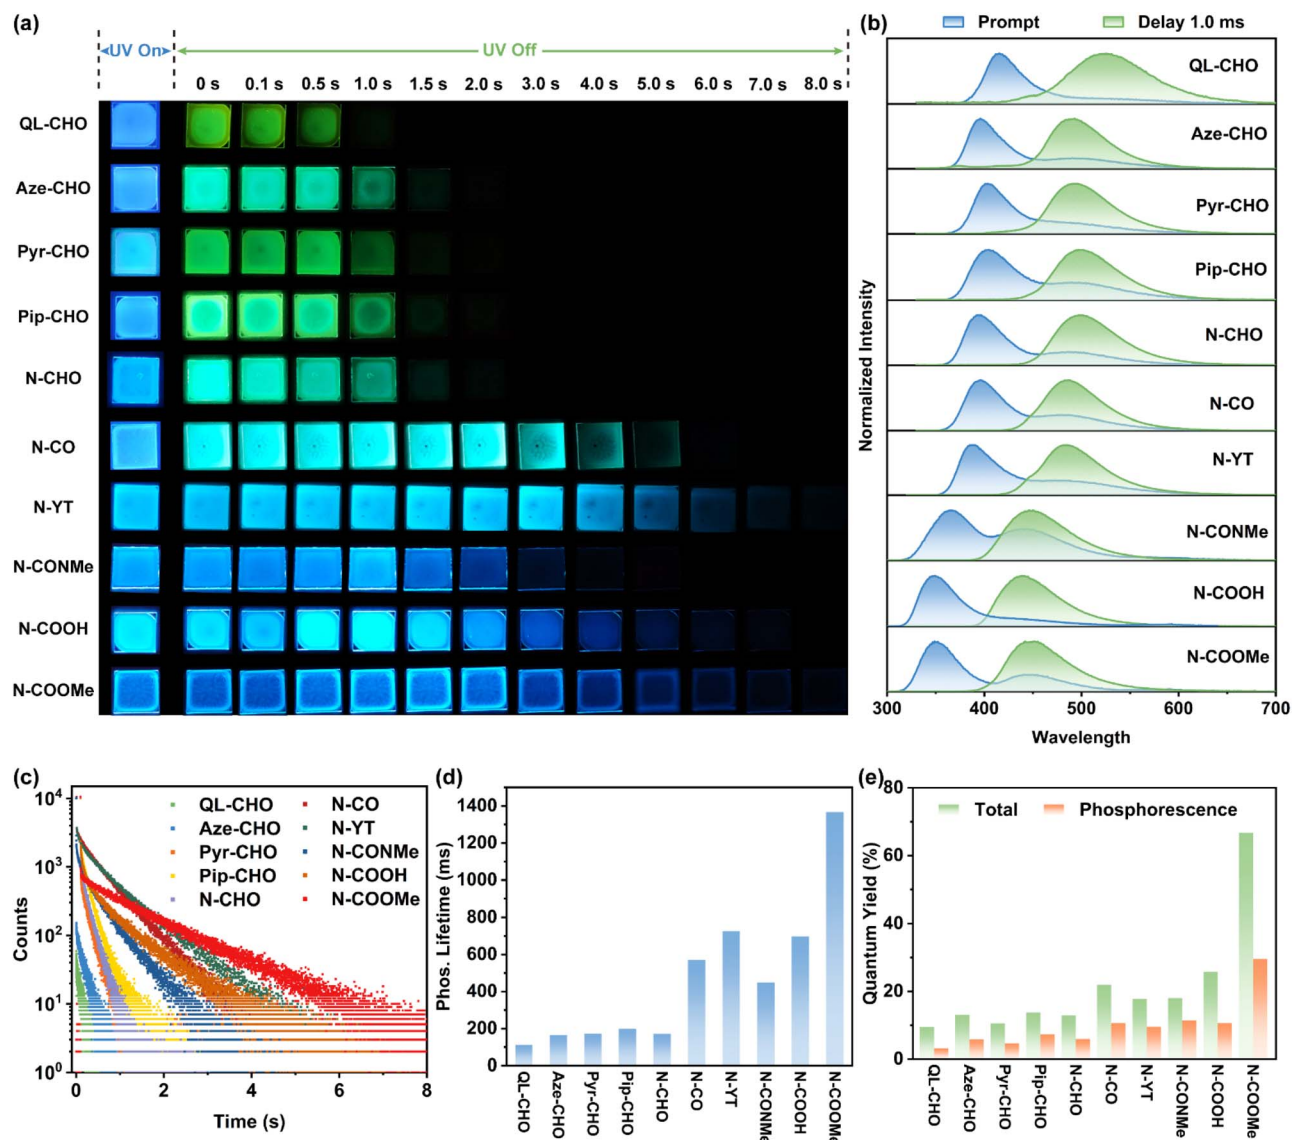 (a)
UV On
UV Off
0 s 0.1 s 0.5 s 1.0 s 1.5 s 2.0 s 3.0 s 4.0 s 5.0 s 6.0 s 7.0 s 8.0 s
QL-CHO
Aze-CHO
Pyr-CHO
Pip-CHO
N-CHO
N-CO
N-YT
N-CONMe
N-COOH
N-COOMe
(b)
Prompt Delay 1.0 ms
QL-CHO
Aze-CHO
Pyr-CHO
Pip-CHO
N-CHO
N-CO
N-YT
N-CONMe
N-COOH
N-COOMe
Normalized Intensity
300 400 500 600 700
Wavelength
(c)
QL-CHO N-CO
Aze-CHO N-YT
Pyr-CHO N-CONMe
Pip-CHO N-COOH
N-CHO N-COOMe
10⁴
10³
10²
10¹
10⁰
Counts
0 2 4 6 8
Time (s)
(d)
Phos. Lifetime (ms)
1400
1200
1000
800
600
400
200
0
QL-CHO
Aze-CHO
Pyr-CHO
Pip-CHO
N-CHO
N-CO
N-YT
N-CONMe
N-COOH
N-COOMe
(e)
Total Phosphorescence
Quantum Yield (%)
80
60
40
20
0
QL-CHO
Aze-CHO
Pyr-CHO
Pip-CHO
N-CHO
N-CO
N-YT
N-CONMe
N-COOH
N-COOMe